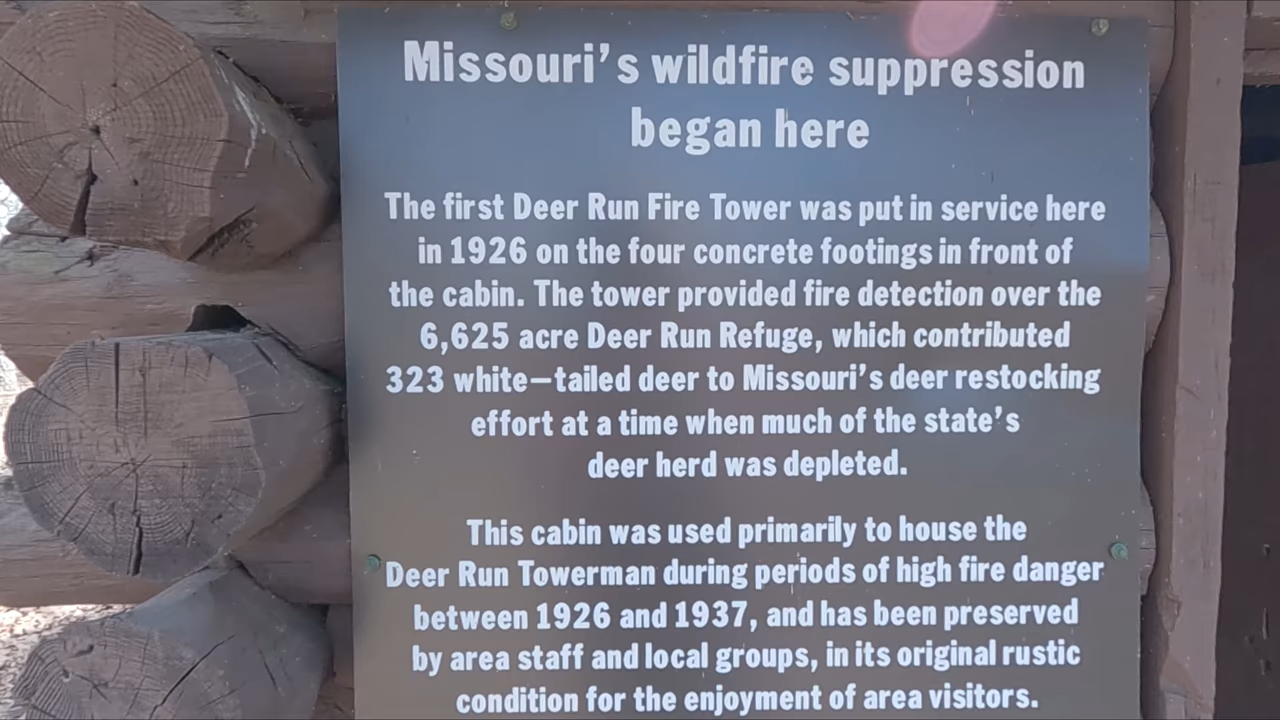 Missouri's wildfire suppression
began here
The first Deer Run Fire Tower was put in service here
in 1926 on the four concrete footings in front of
the cabin. The tower provided fire detection over the
6,625 acre Deer Run Refuge, which contributed
323 white–tailed deer to Missouri's deer restocking
effort at a time when much of the state's
deer herd was depleted.
This cabin was used primarily to house the
Deer Run Towerman during periods of high fire danger
between 1926 and 1937, and has been preserved
by area staff and local groups, in its original rustic
condition for the enjoyment of area visitors.